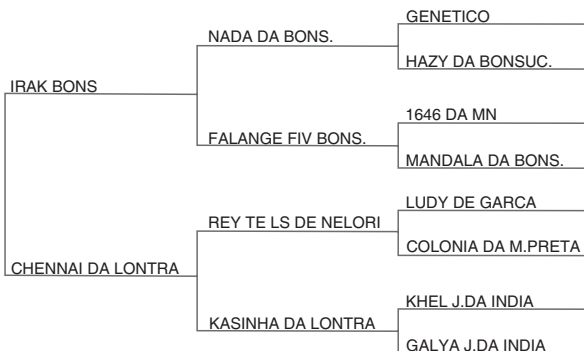 GENETICO
NADA DA BONS.
HAZY DA BONSUC.
IRAK BONS
1646 DA MN
FALANGE FIV BONS.
MANDALA DA BONS.
LUDY DE GARCA
REY TE LS DE NELORI
COLONIA DA M.PRETA
CHENNAI DA LONTRA
KHEL J.DA INDIA
KASINHA DA LONTRA
GALYA J.DA INDIA